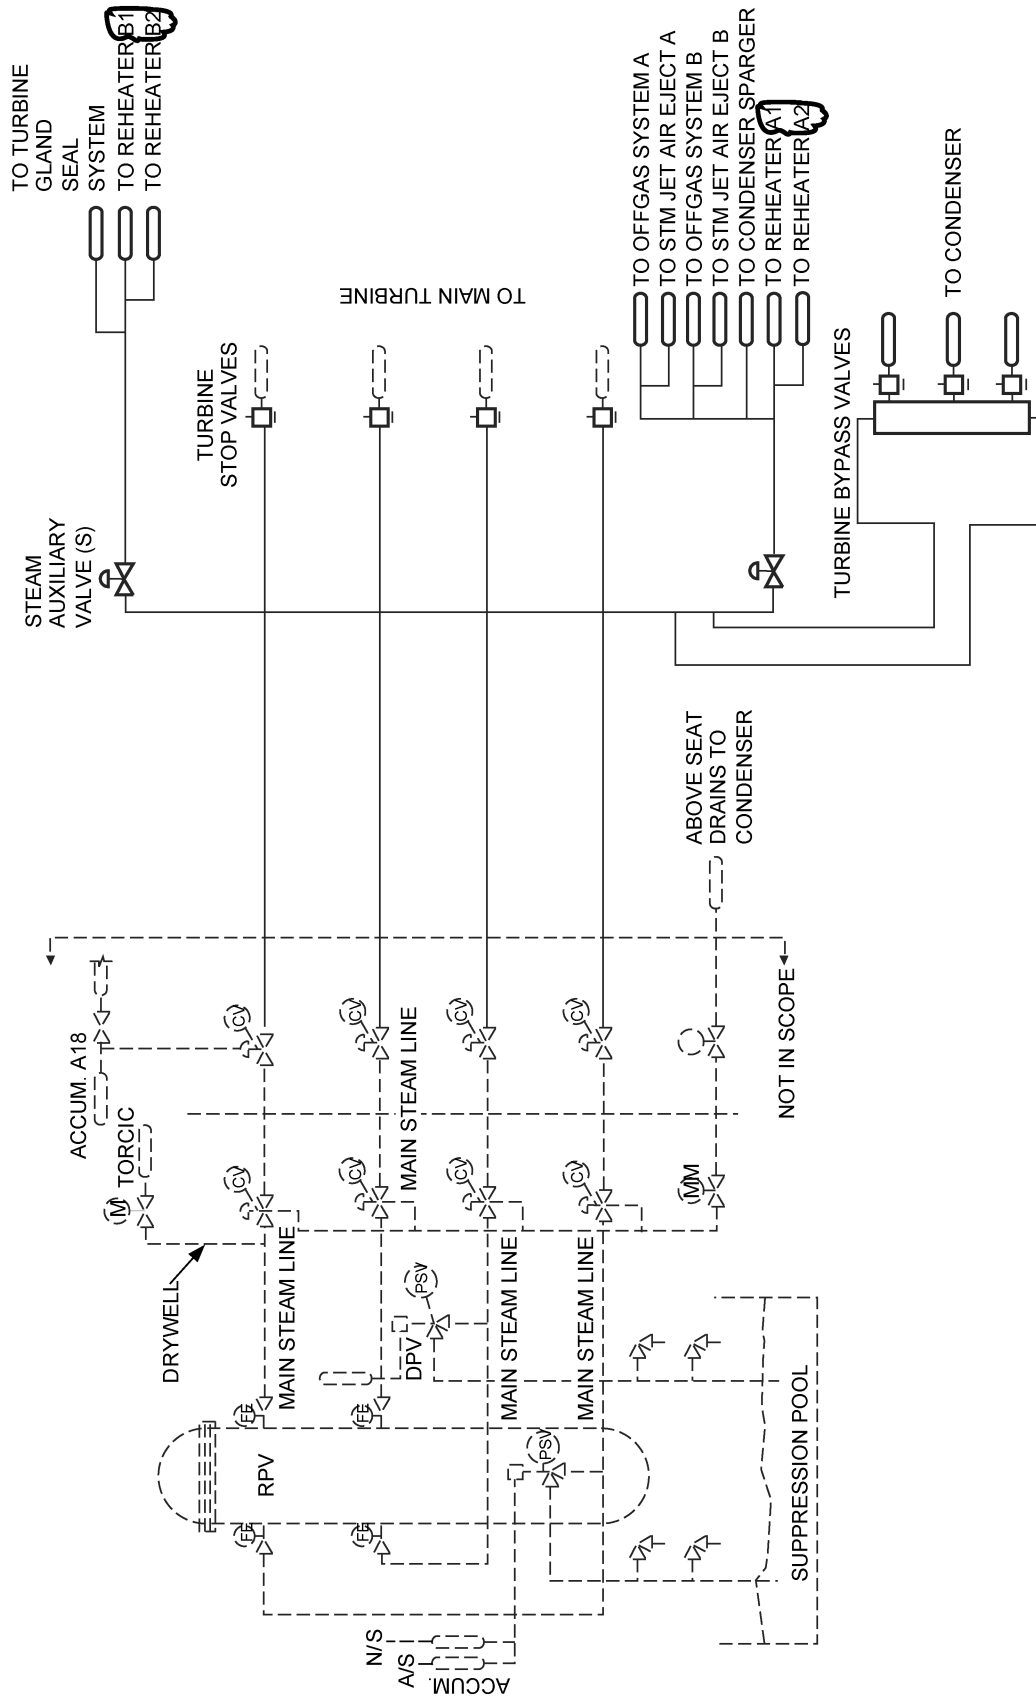 TO TURBINE
GLAND
SEAL
SYSTEM
TO REHEATER B1
TO REHEATER B2
TO MAIN TURBINE
TO OFFGAS SYSTEM A
TO STM JET AIR EJECT A
TO OFFGAS SYSTEM B
TO STM JET AIR EJECT B
TO CONDENSER SPARGER
TO REHEATER A1
TO REHEATER A2
TO CONDENSER
TURBINE
STOP VALVES
TURBINE BYPASS VALVES
STEAM
AUXILIARY
VALVE (S)
ABOVE SEAT
DRAINS TO
CONDENSER
NOT IN SCOPE
ACCUM. A18
TORCIC
M
CV
CV
CV
CV
MAIN STEAM LINE
CV
CV
CV
CV
MM
DRYWELL
MAIN STEAM LINE
MAIN STEAM LINE
MAIN STEAM LINE
PSV
DPV
FE
FE
RPV
PSV
FE
FE
SUPPRESSION POOL
N/S
A/S
ACCUM.